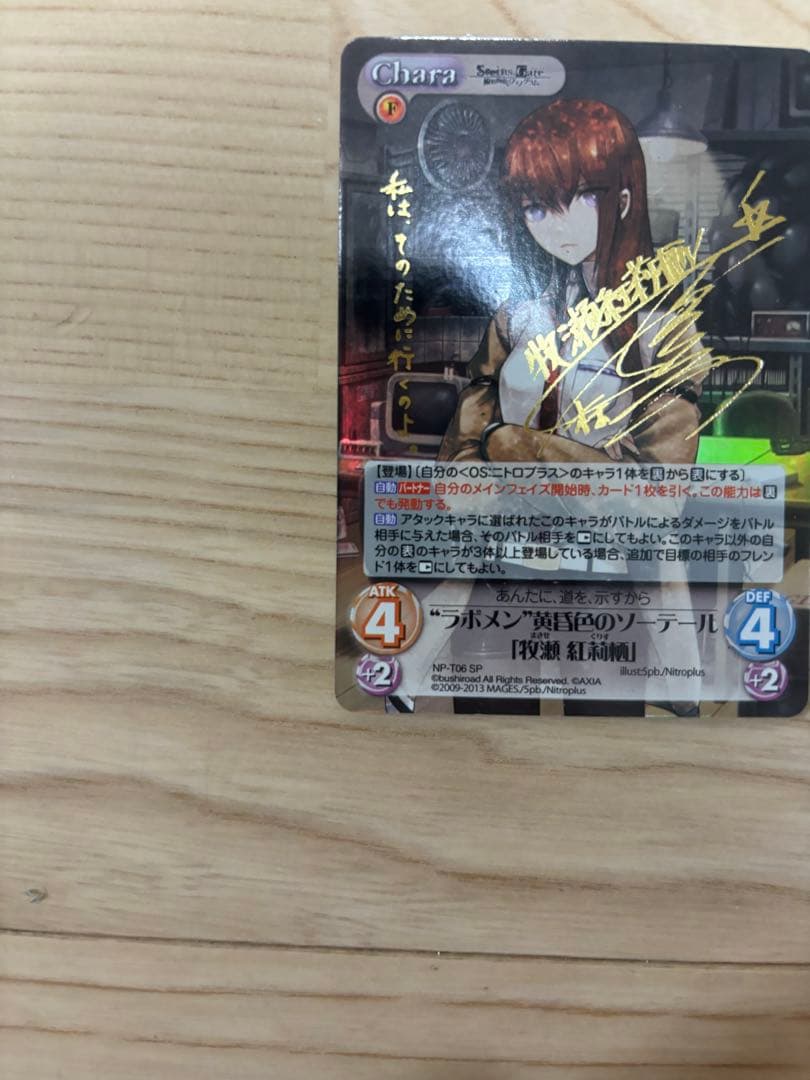 Chara
Steins;Gate
F
私は、そのために行くのよ。
牧瀬紅莉栖
【登場】〔自分の<OS:ニトロプラス>のキャラ1体を裏から表にする〕
自動 パートナー 自分のメインフェイズ開始時、カード1枚を引く。この能力は裏
でも発動する。
自動 アタックキャラに選ばれたこのキャラがバトルによるダメージをバトル
相手に与えた場合、そのバトル相手を にしてもよい。このキャラ以外の自
分の表のキャラが3体以上登場している場合、追加で目標の相手のフレン
ド1体を にしてもよい。
あんたに、道を、示すから
ATK
4
+2
“ラボメン”黄昏色のソーテール
まきせ くりす
「牧瀬 紅莉栖」
DEF
4
+2
NP-T06 SP
illust:5pb./Nitroplus
©bushiroad All Rights Reserved. ©AXIA
©2009-2013 MAGES/5pb./Nitroplus